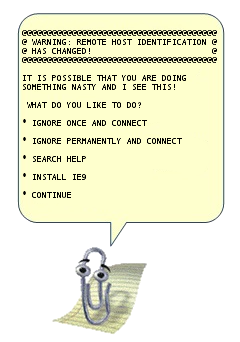 @@@@@@@@@@@@@@@@@@@@@@@@@@@@@@@@@@@@@@@
@ WARNING: REMOTE HOST IDENTIFICATION @
@ HAS CHANGED! @
@@@@@@@@@@@@@@@@@@@@@@@@@@@@@@@@@@@@@@@
IT IS POSSIBLE THAT YOU ARE DOING
SOMETHING NASTY AND I SEE THIS!
WHAT DO YOU LIKE TO DO?
* IGNORE ONCE AND CONNECT
* IGNORE PERMANENTLY AND CONNECT
* SEARCH HELP
* INSTALL IE9
* CONTINUE